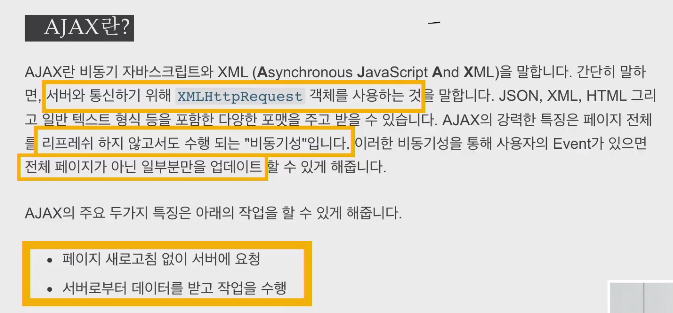 AJAX란?
AJAX란 비동기 자바스크립트와 XML (Asynchronous JavaScript And XML)을 말합니다. 간단히 말하
면, 서버와 통신하기 위해 XMLHttpRequest 객체를 사용하는 것을 말합니다. JSON, XML, HTML 그리
고 일반 텍스트 형식 등을 포함한 다양한 포맷을 주고 받을 수 있습니다. AJAX의 강력한 특징은 페이지 전체
를 리프레쉬 하지 않고서도 수행 되는 "비동기성"입니다. 이러한 비동기성을 통해 사용자의 Event가 있으면
전체 페이지가 아닌 일부분만을 업데이트 할 수 있게 해줍니다.
AJAX의 주요 두가지 특징은 아래의 작업을 할 수 있게 해줍니다.
• 페이지 새로고침 없이 서버에 요청
• 서버로부터 데이터를 받고 작업을 수행